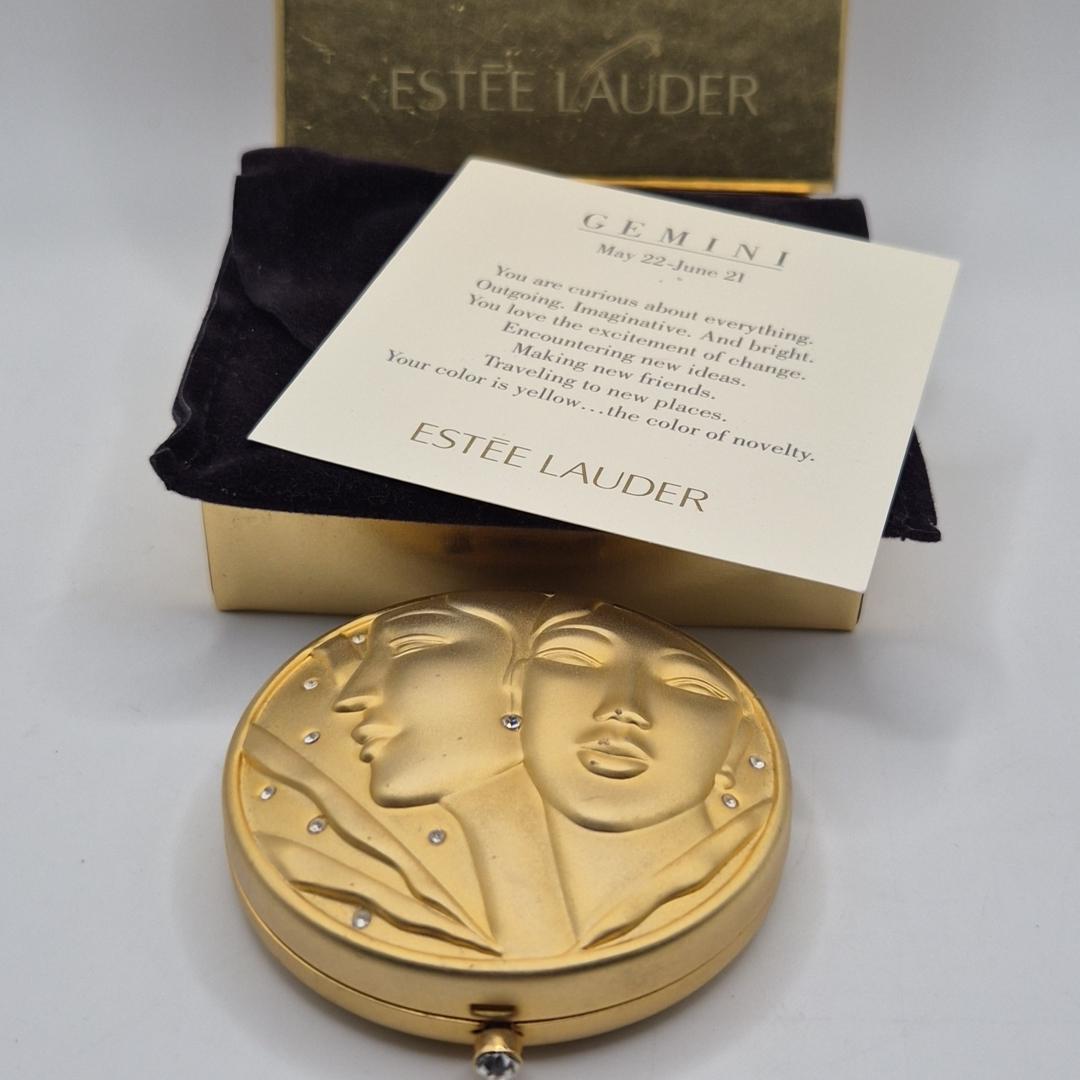 ESTĒE LAUDER
GEMINI
May 22-June 21
You are curious about everything.
Outgoing. Imaginative. And bright.
You love the excitement of change.
Encountering new ideas.
Making new friends.
Traveling to new places.
Your color is yellow...the color of novelty.
ESTĒE LAUDER